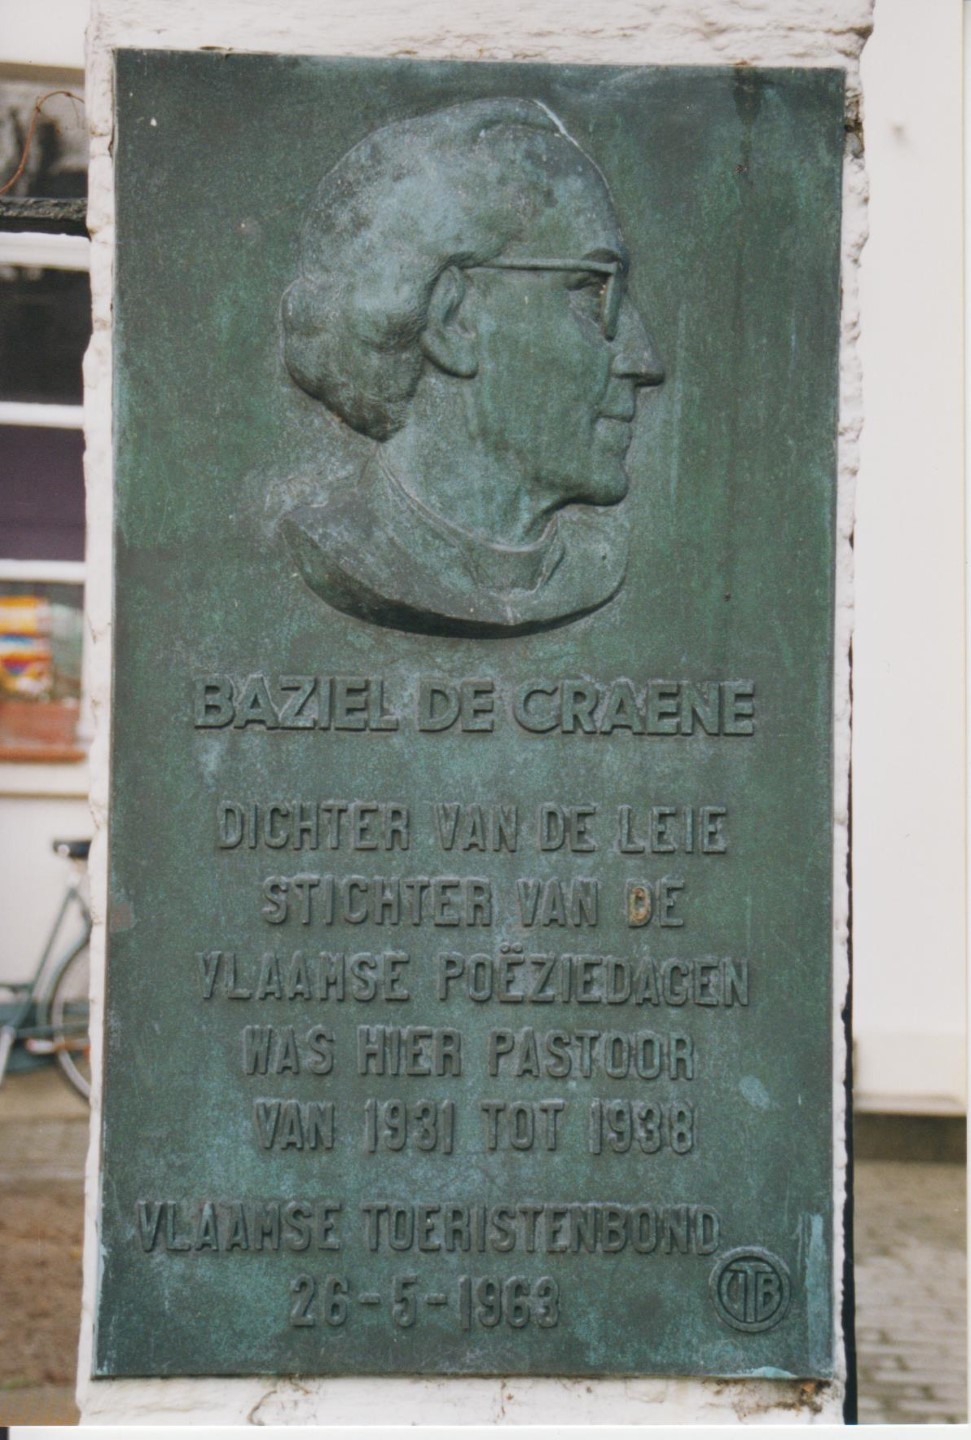 BAZIEL DE CRAENE
DICHTER VAN DE LEIE
STICHTER VAN DE
VLAAMSE POËZIEDAGEN
WAS HIER PASTOOR
VAN 1931 TOT 1938
VLAAMSE TOERISTENBOND
26-5-1963
VTB